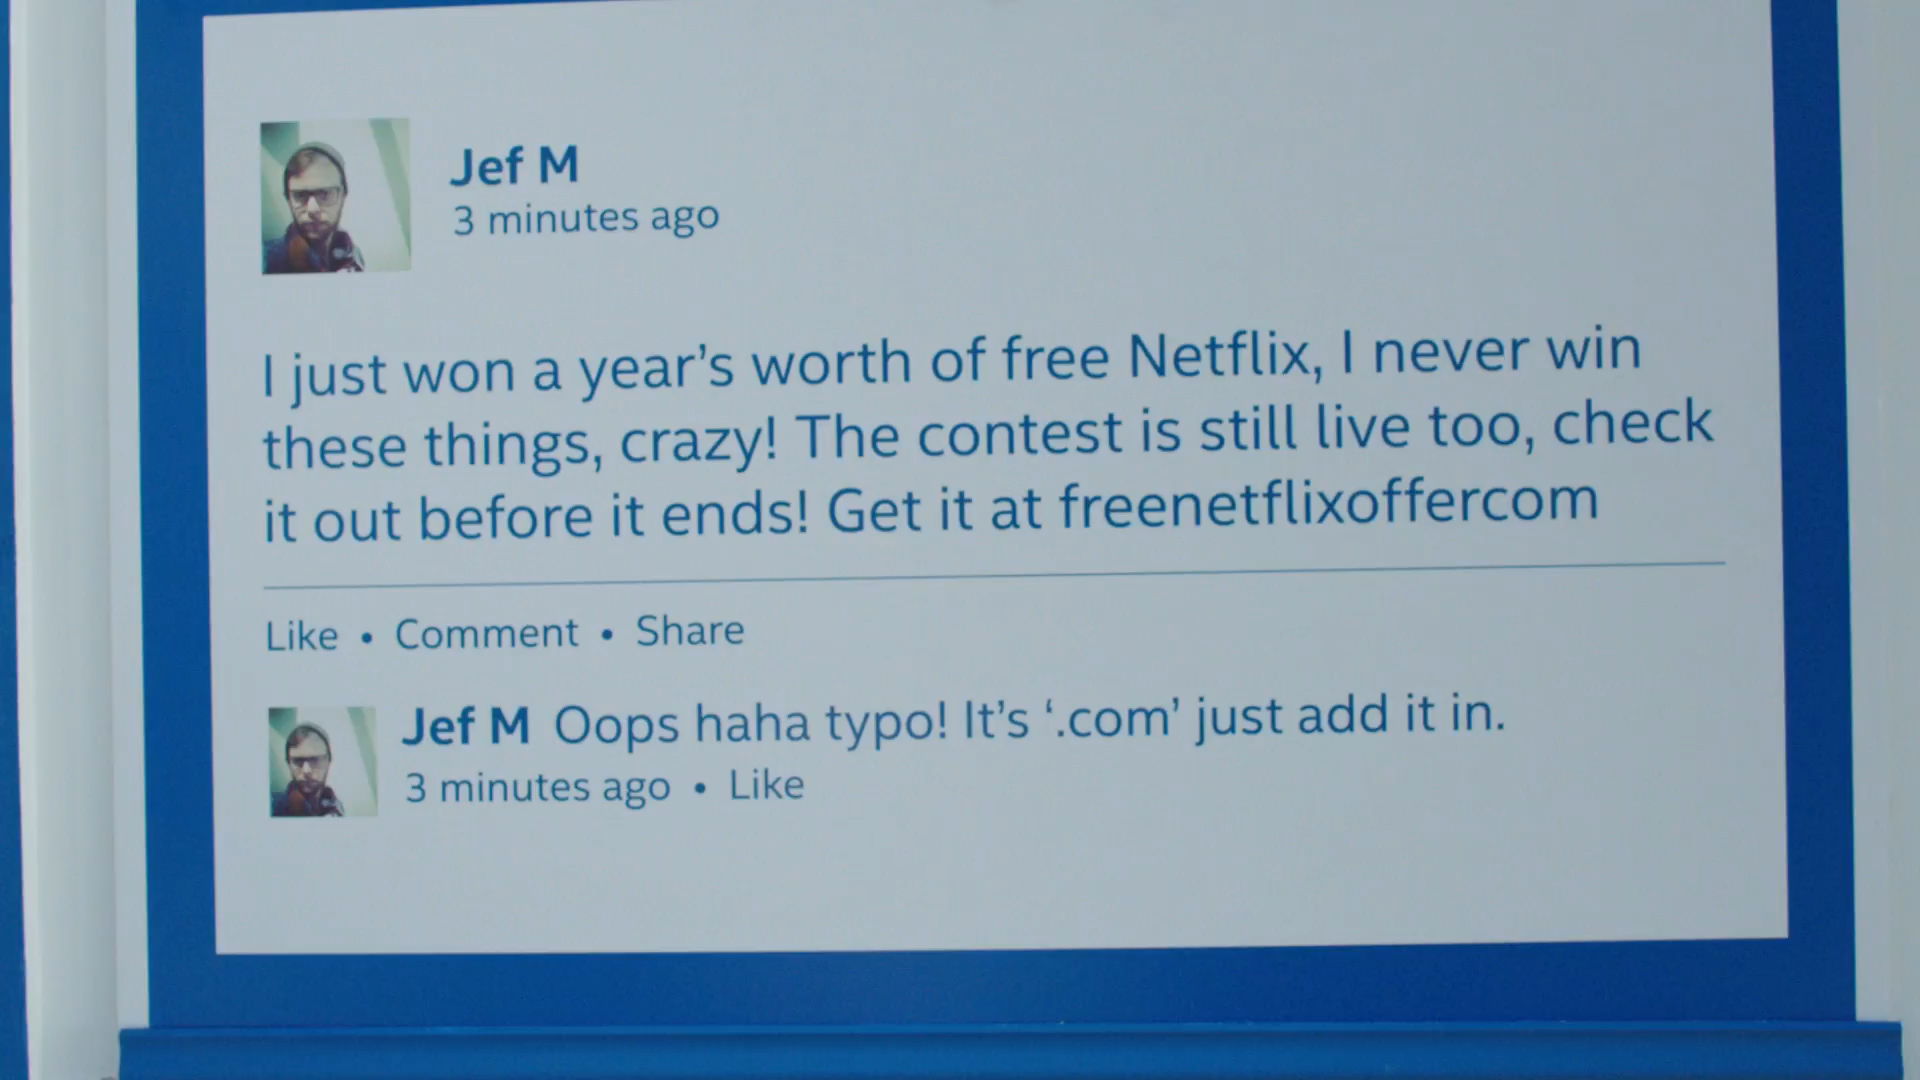 Jef M
3 minutes ago
I just won a year's worth of free Netflix, I never win
these things, crazy! The contest is still live too, check
it out before it ends! Get it at freenetflixoffercom
Like • Comment • Share
Jef M Oops haha typo! It's ‘.com’ just add it in.
3 minutes ago • Like